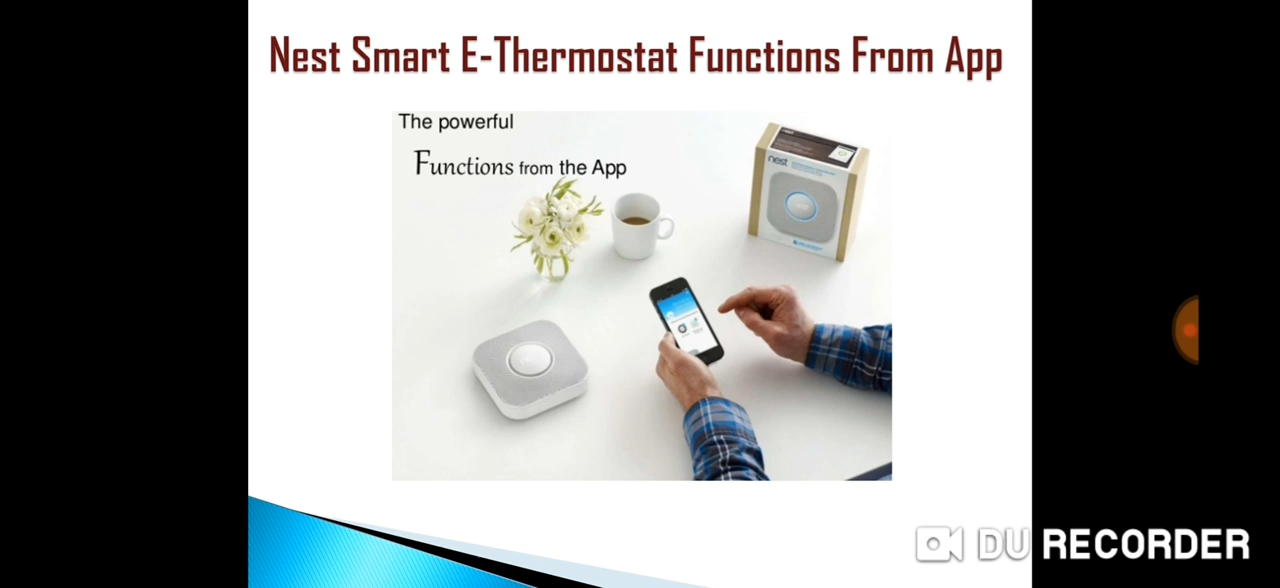 Nest Smart E-Thermostat Functions From App
The powerful
Functions from the App
nest
DU RECORDER